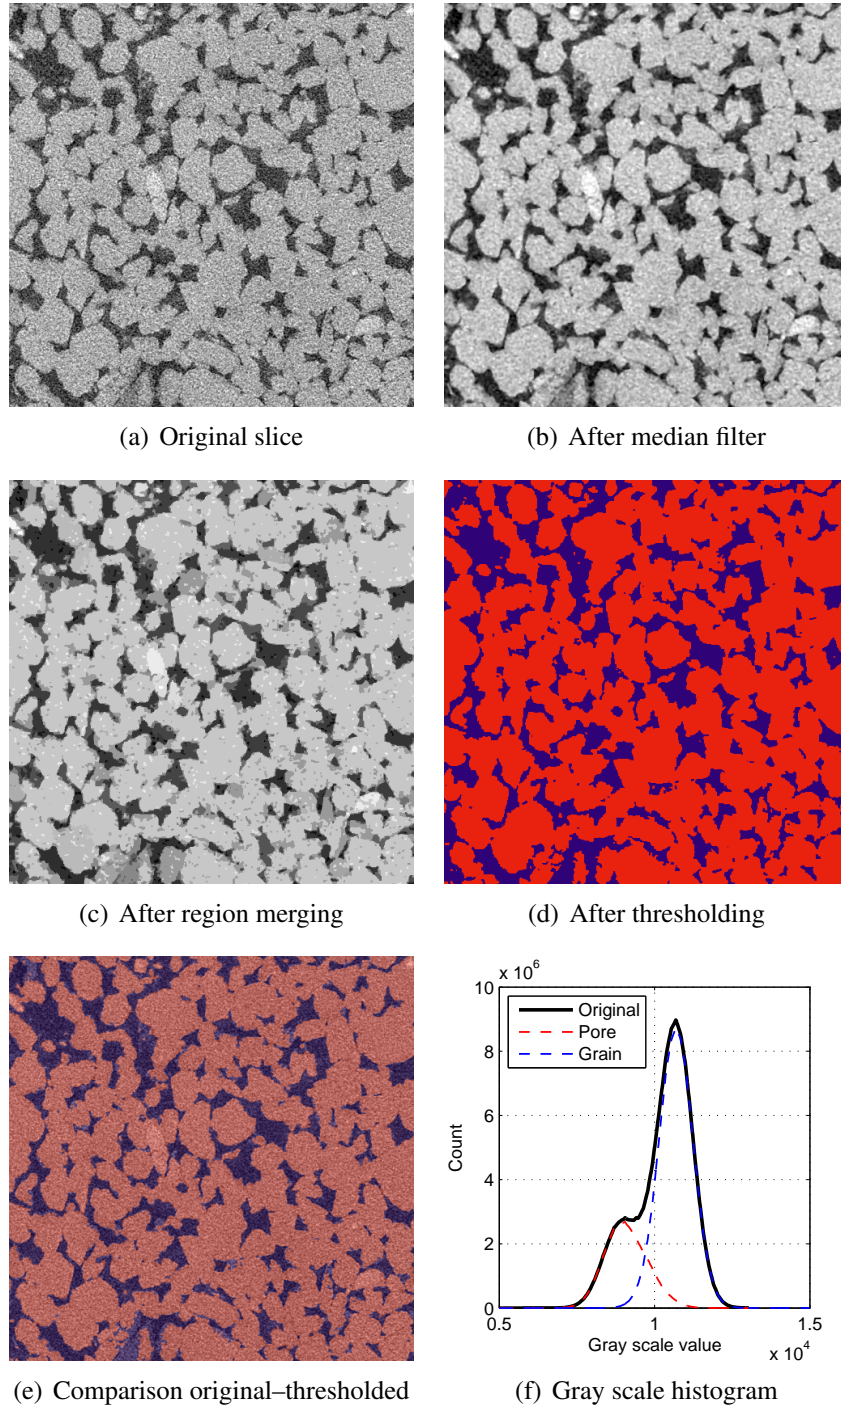 (a) Original slice
(b) After median filter
(c) After region merging
(d) After thresholding
(e) Comparison original–thresholded
x 10^6
10
8
6
4
2
0
Count
Original
Pore
Grain
0.5
1
1.5
Gray scale value
x 10^4
(f) Gray scale histogram